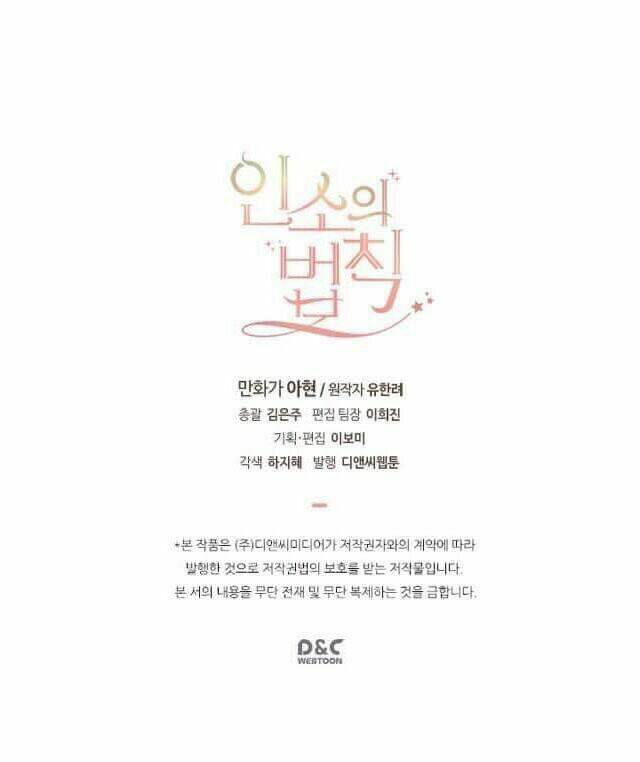 인소의
법칙
만화가 아현 / 원작자 유한려
총괄 김은주 편집 팀장 이희진
기획·편집 이보미
각색 하지혜 발행 디앤씨웹툰
*본 작품은 (주)디앤씨미디어가 저작권자와의 계약에 따라
발행한 것으로 저작권법의 보호를 받는 저작물입니다.
본 서의 내용을 무단 전재 및 무단 복제하는 것을 금합니다.
D&C
WEBTOON